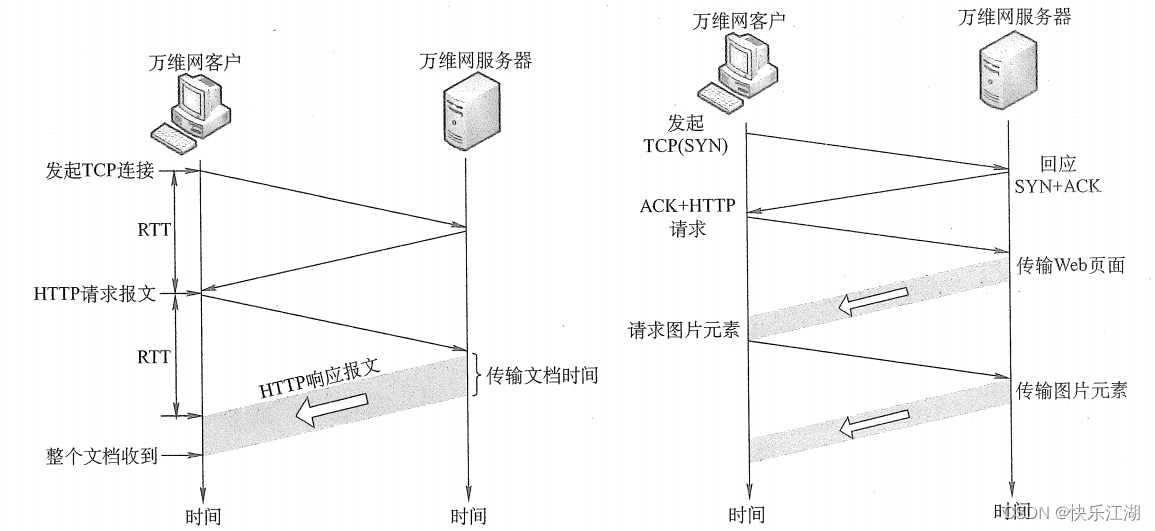 万维网客户
万维网服务器
发起TCP连接
RTT
HTTP请求报文
RTT
HTTP响应报文
传输文档时间
整个文档收到
时间
时间
万维网客户
万维网服务器
发起
TCP(SYN)
回应
SYN+ACK
ACK+HTTP
请求
传输Web页面
请求图片元素
传输图片元素
时间
时间
CSDN @快乐江湖